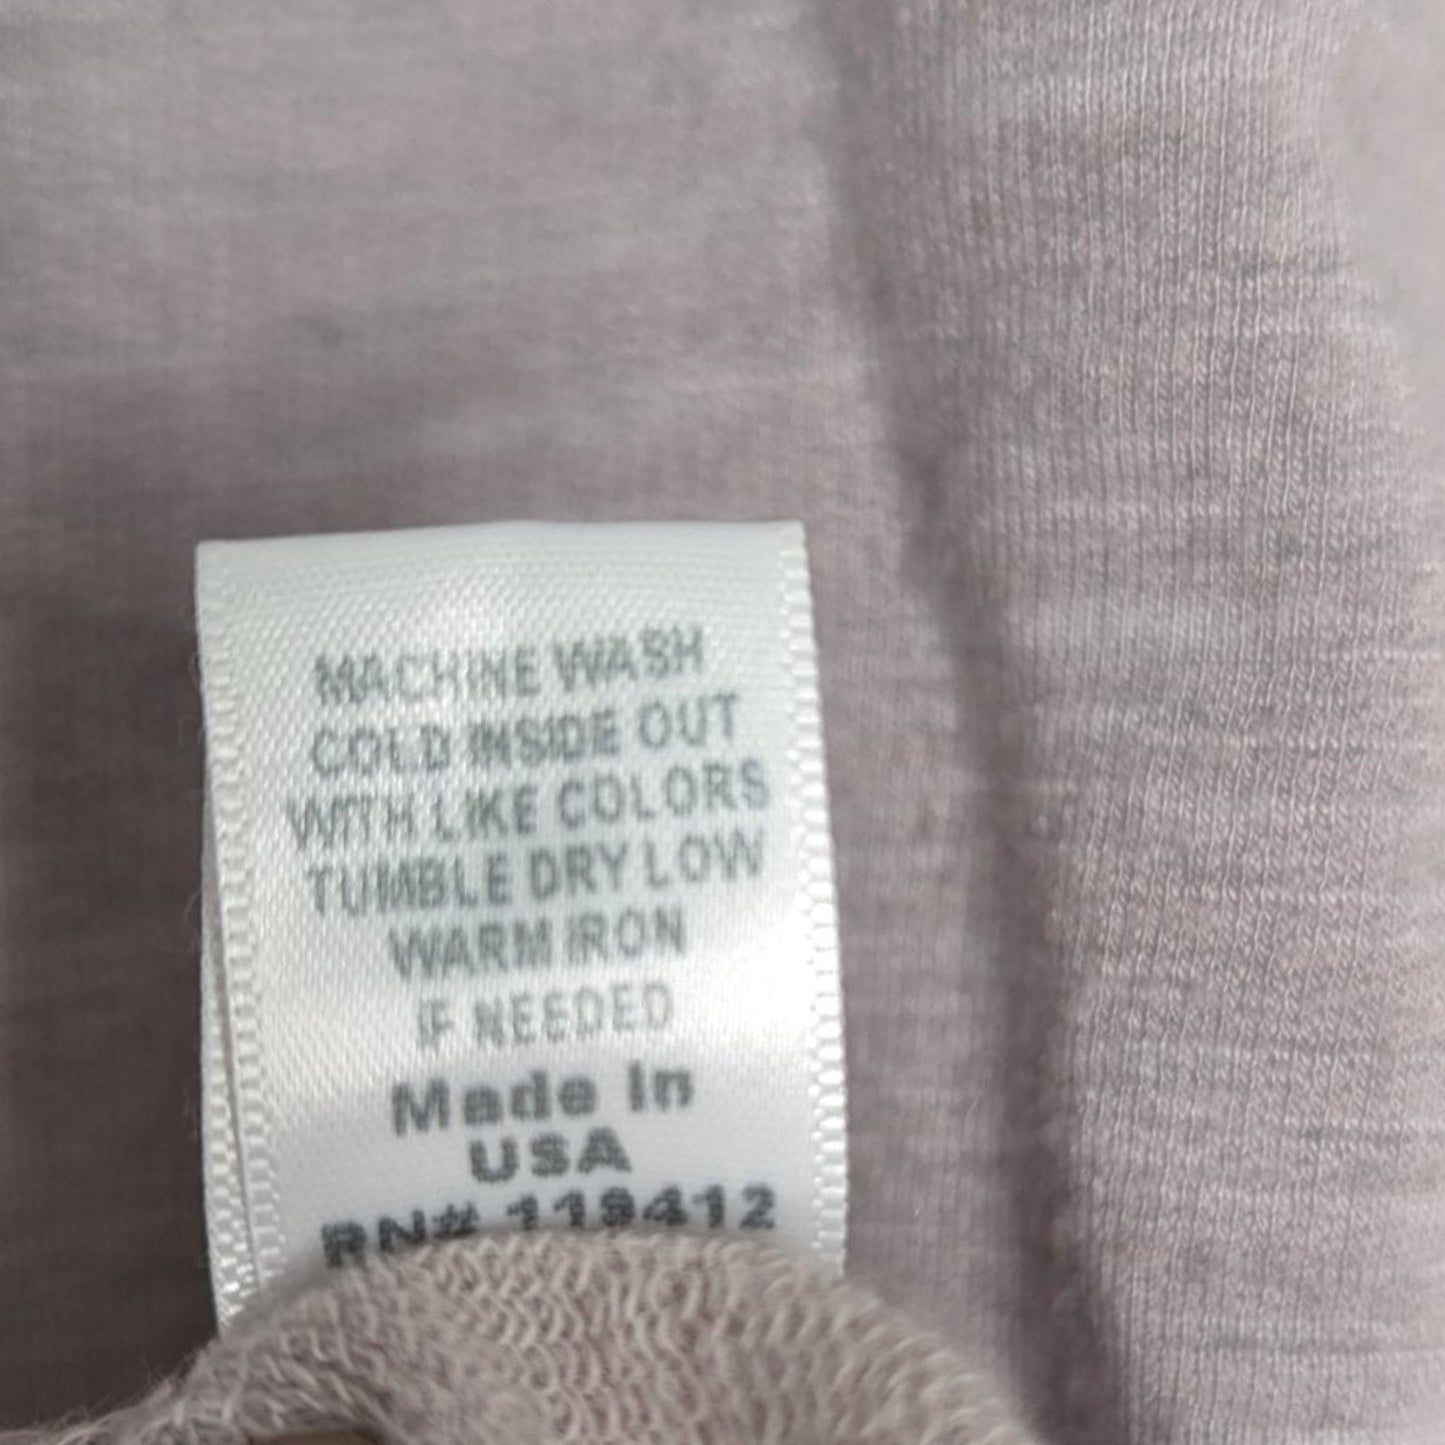 MACHINE WASH
COLD INSIDE OUT
WITH LIKE COLORS
TUMBLE DRY LOW
WARM IRON
IF NEEDED
Made In
USA
RN# 119412